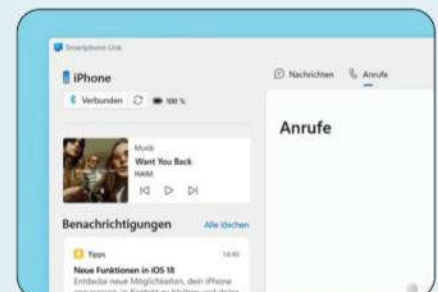 Smartphone-Link
iPhone
Verbunden
100 %
Nachrichten
Anrufe
Anrufe
Musik
Want You Back
HAIM
Benachrichtigungen
Alle löschen
Tipps
14:40
Neue Funktionen in iOS 18
Entdecke neue Möglichkeiten, dein iPhone